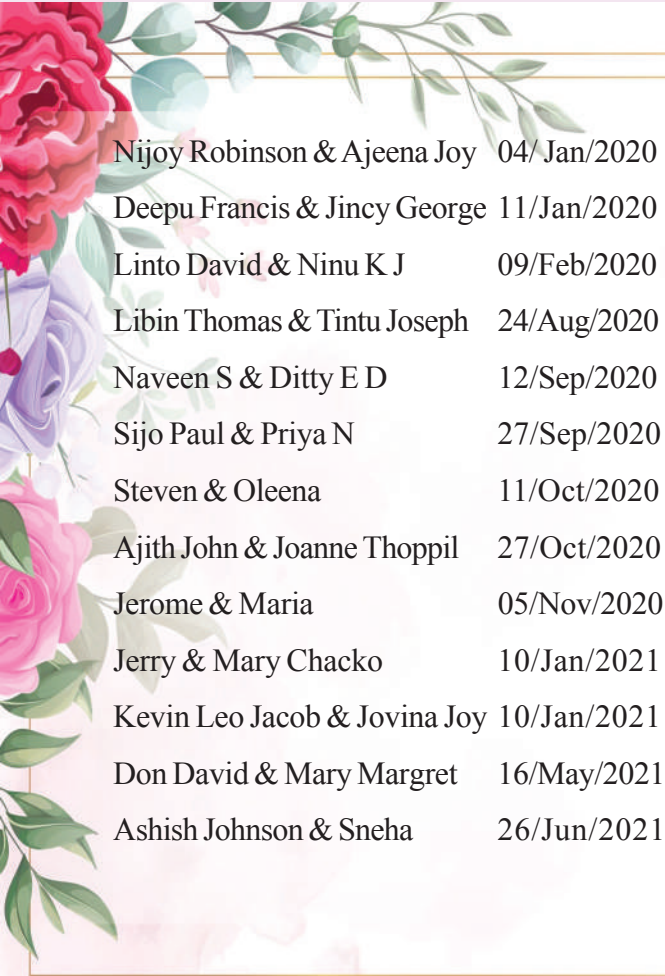 Nijoy Robinson & Ajeena Joy 04/ Jan/2020
Deepu Francis & Jincy George 11/Jan/2020
Linto David & Ninu K J 09/Feb/2020
Libin Thomas & Tintu Joseph 24/Aug/2020
Naveen S & Ditty E D 12/Sep/2020
Sijo Paul & Priya N 27/Sep/2020
Steven & Oleena 11/Oct/2020
Ajith John & Joanne Thoppil 27/Oct/2020
Jerome & Maria 05/Nov/2020
Jerry & Mary Chacko 10/Jan/2021
Kevin Leo Jacob & Jovina Joy 10/Jan/2021
Don David & Mary Margret 16/May/2021
Ashish Johnson & Sneha 26/Jun/2021